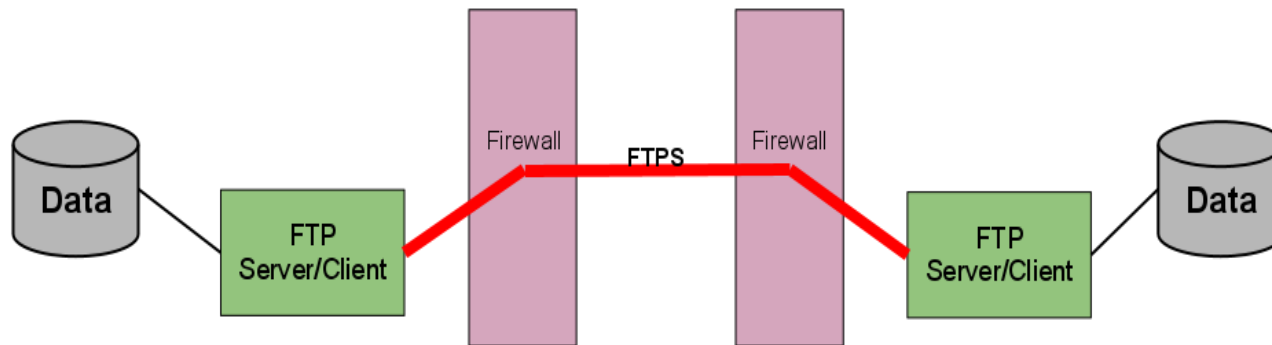 Firewall
Firewall
FTPS
Data
FTP
Server/Client
FTP
Server/Client
Data